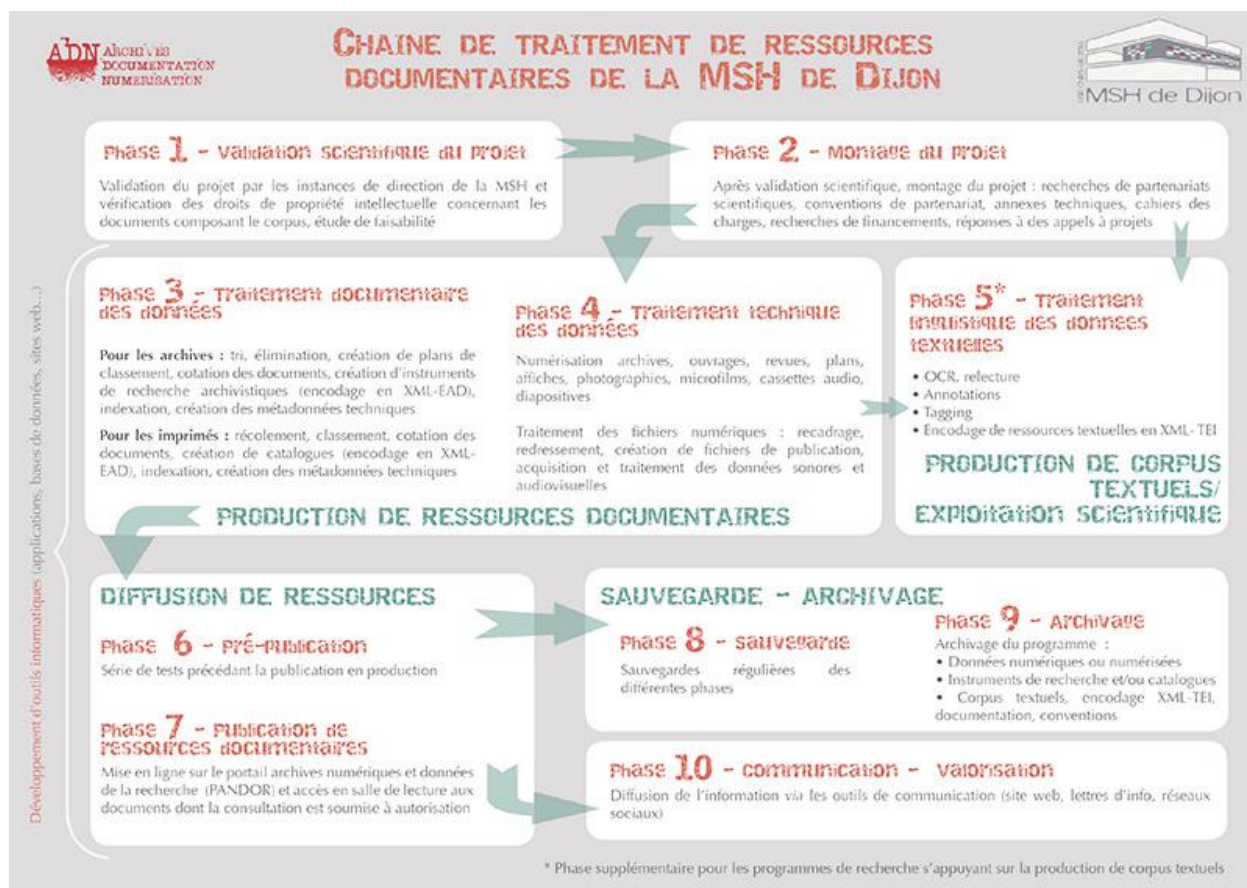 ADN ARCHIVES
DOCUMENTATION
NUMERISATION
CHAINE DE TRAITEMENT DE RESSOURCES
DOCUMENTAIRES DE LA MSH DE DIJON
MSH de Dijon
Phase 1 - Validation scientifique du projet
Validation du projet par les instances de direction de la MSH et
vérification des droits de propriété intellectuelle concernant les
documents composant le corpus, étude de faisabilité
Phase 2 - Montage du projet
Après validation scientifique, montage du projet : recherches de partenariats
scientifiques, conventions de partenariat, annexes techniques, cahiers des
charges, recherches de financements, réponses à des appels à projets
Développement d'outils informatiques (applications, bases de données, sites web...)
Phase 3 - Traitement documentaire
des données
Pour les archives : tri, élimination, création de plans de
classement, cotation des documents, création d'instruments
de recherche archivistiques (encodage en XML-EAD),
indexation, création des métadonnées techniques
Pour les imprimés : récolement, classement, cotation des
documents, création de catalogues (encodage en XML-
EAD), indexation, création des métadonnées techniques
Phase 4 - Traitement technique
des données
Numérisation archives, ouvrages, revues, plans,
affiches, photographies, microfilms, cassettes audio,
diapositives
Traitement des fichiers numériques : recadrage,
redressement, création de fichiers de publication,
acquisition et traitement des données sonores et
audiovisuelles
PRODUCTION DE RESSOURCES DOCUMENTAIRES
Phase 5* - Traitement
linguistique des données
textuelles
• OCR, relecture
• Annotations
• Tagging
• Encodage de ressources textuelles en XML- TEI
PRODUCTION DE CORPUS
TEXTUELS/
EXPLOITATION SCIENTIFIQUE
DIFFUSION DE RESSOURCES
Phase 6 - Pré-publication
Série de tests précédant la publication en production
Phase 7 - Publication de
ressources documentaires
Mise en ligne sur le portail archives numériques et données
de la recherche (PANDOR) et accès en salle de lecture aux
documents dont la consultation est soumise à autorisation
SAUVEGARDE - ARCHIVAGE
Phase 8 - sauvegarde
Sauvegardes régulières des
différentes phases
Phase 9 - Archivage
Archivage du programme :
• Données numériques ou numérisées
• Instruments de recherche et/ou catalogues
• Corpus textuels, encodage XML-TEI,
documentation, conventions
Phase 10 - communication - valorisation
Diffusion de l'information via les outils de communication (site web, lettres d'info, réseaux
sociaux)
* Phase supplémentaire pour les programmes de recherche s'appuyant sur la production de corpus textuels